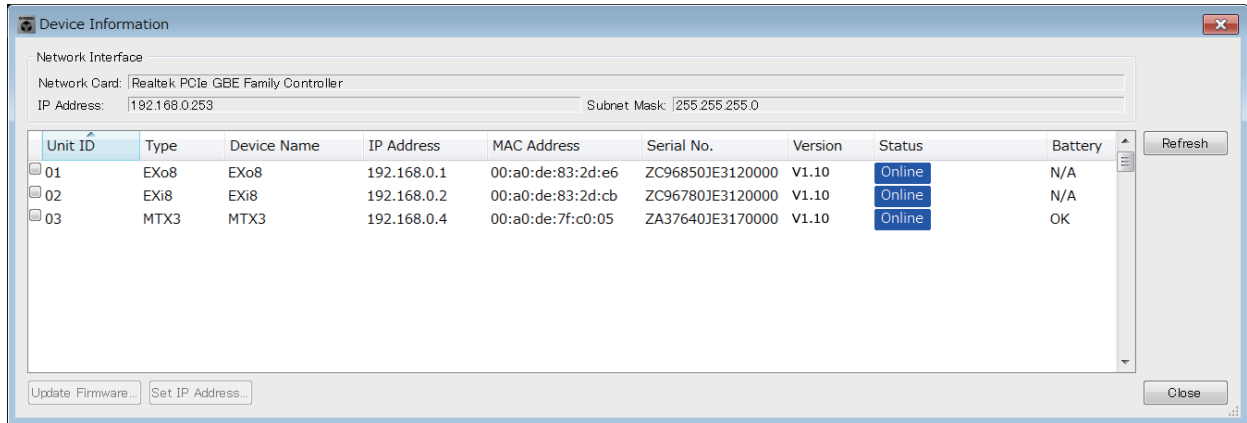 Device Information
Network Interface
Network Card: Realtek PCIe GBE Family Controller
IP Address: 192.168.0.253 Subnet Mask: 255.255.255.0
Unit ID Type Device Name IP Address MAC Address Serial No. Version Status Battery Refresh
01 EXo8 EXo8 192.168.0.1 00:a0:de:83:2d:e6 ZC96850JE3120000 V1.10 Online N/A
02 EXi8 EXi8 192.168.0.2 00:a0:de:83:2d:cb ZC96780JE3120000 V1.10 Online N/A
03 MTX3 MTX3 192.168.0.4 00:a0:de:7f:c0:05 ZA37640JE3170000 V1.10 Online OK
Update Firmware... Set IP Address... Close